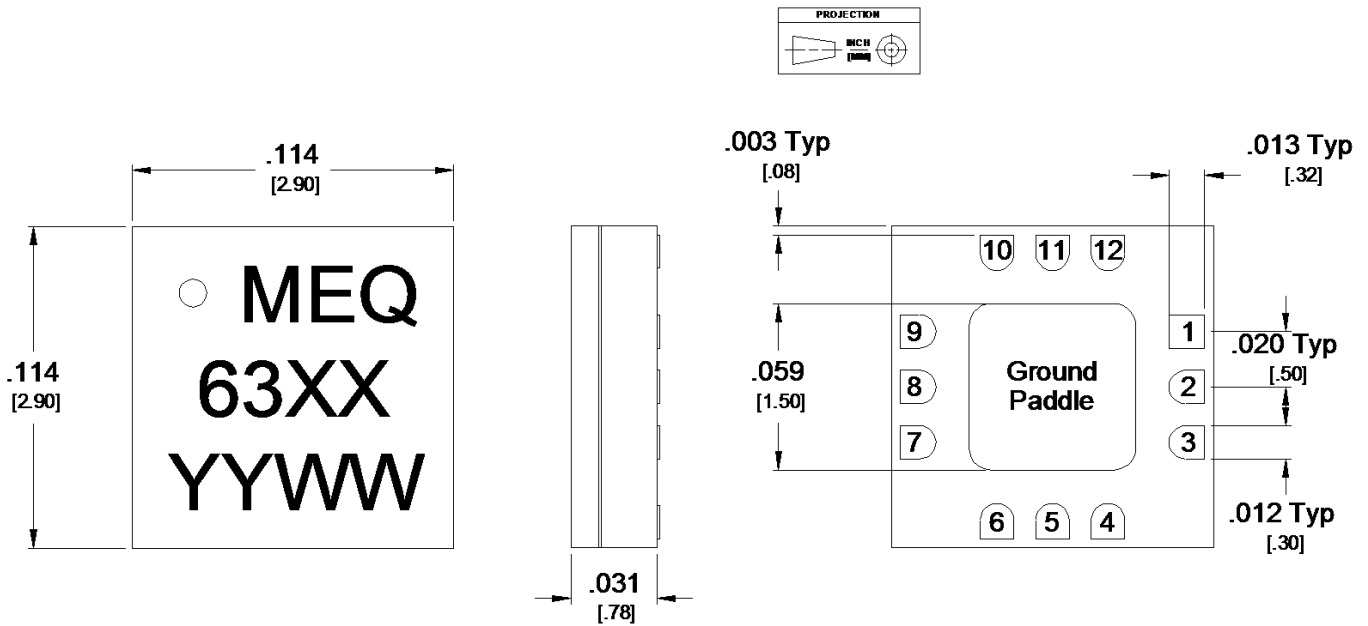 PROJECTION
INCH
[MM]
.114
[2.90]
.114
[2.90]
MEQ
63XX
YYWW
.031
[.78]
.003 Typ
[.08]
.013 Typ
[.32]
10 11 12
9
8
7
.059
[1.50]
Ground
Paddle
1
2
3
.020 Typ
[.50]
6 5 4
.012 Typ
[.30]